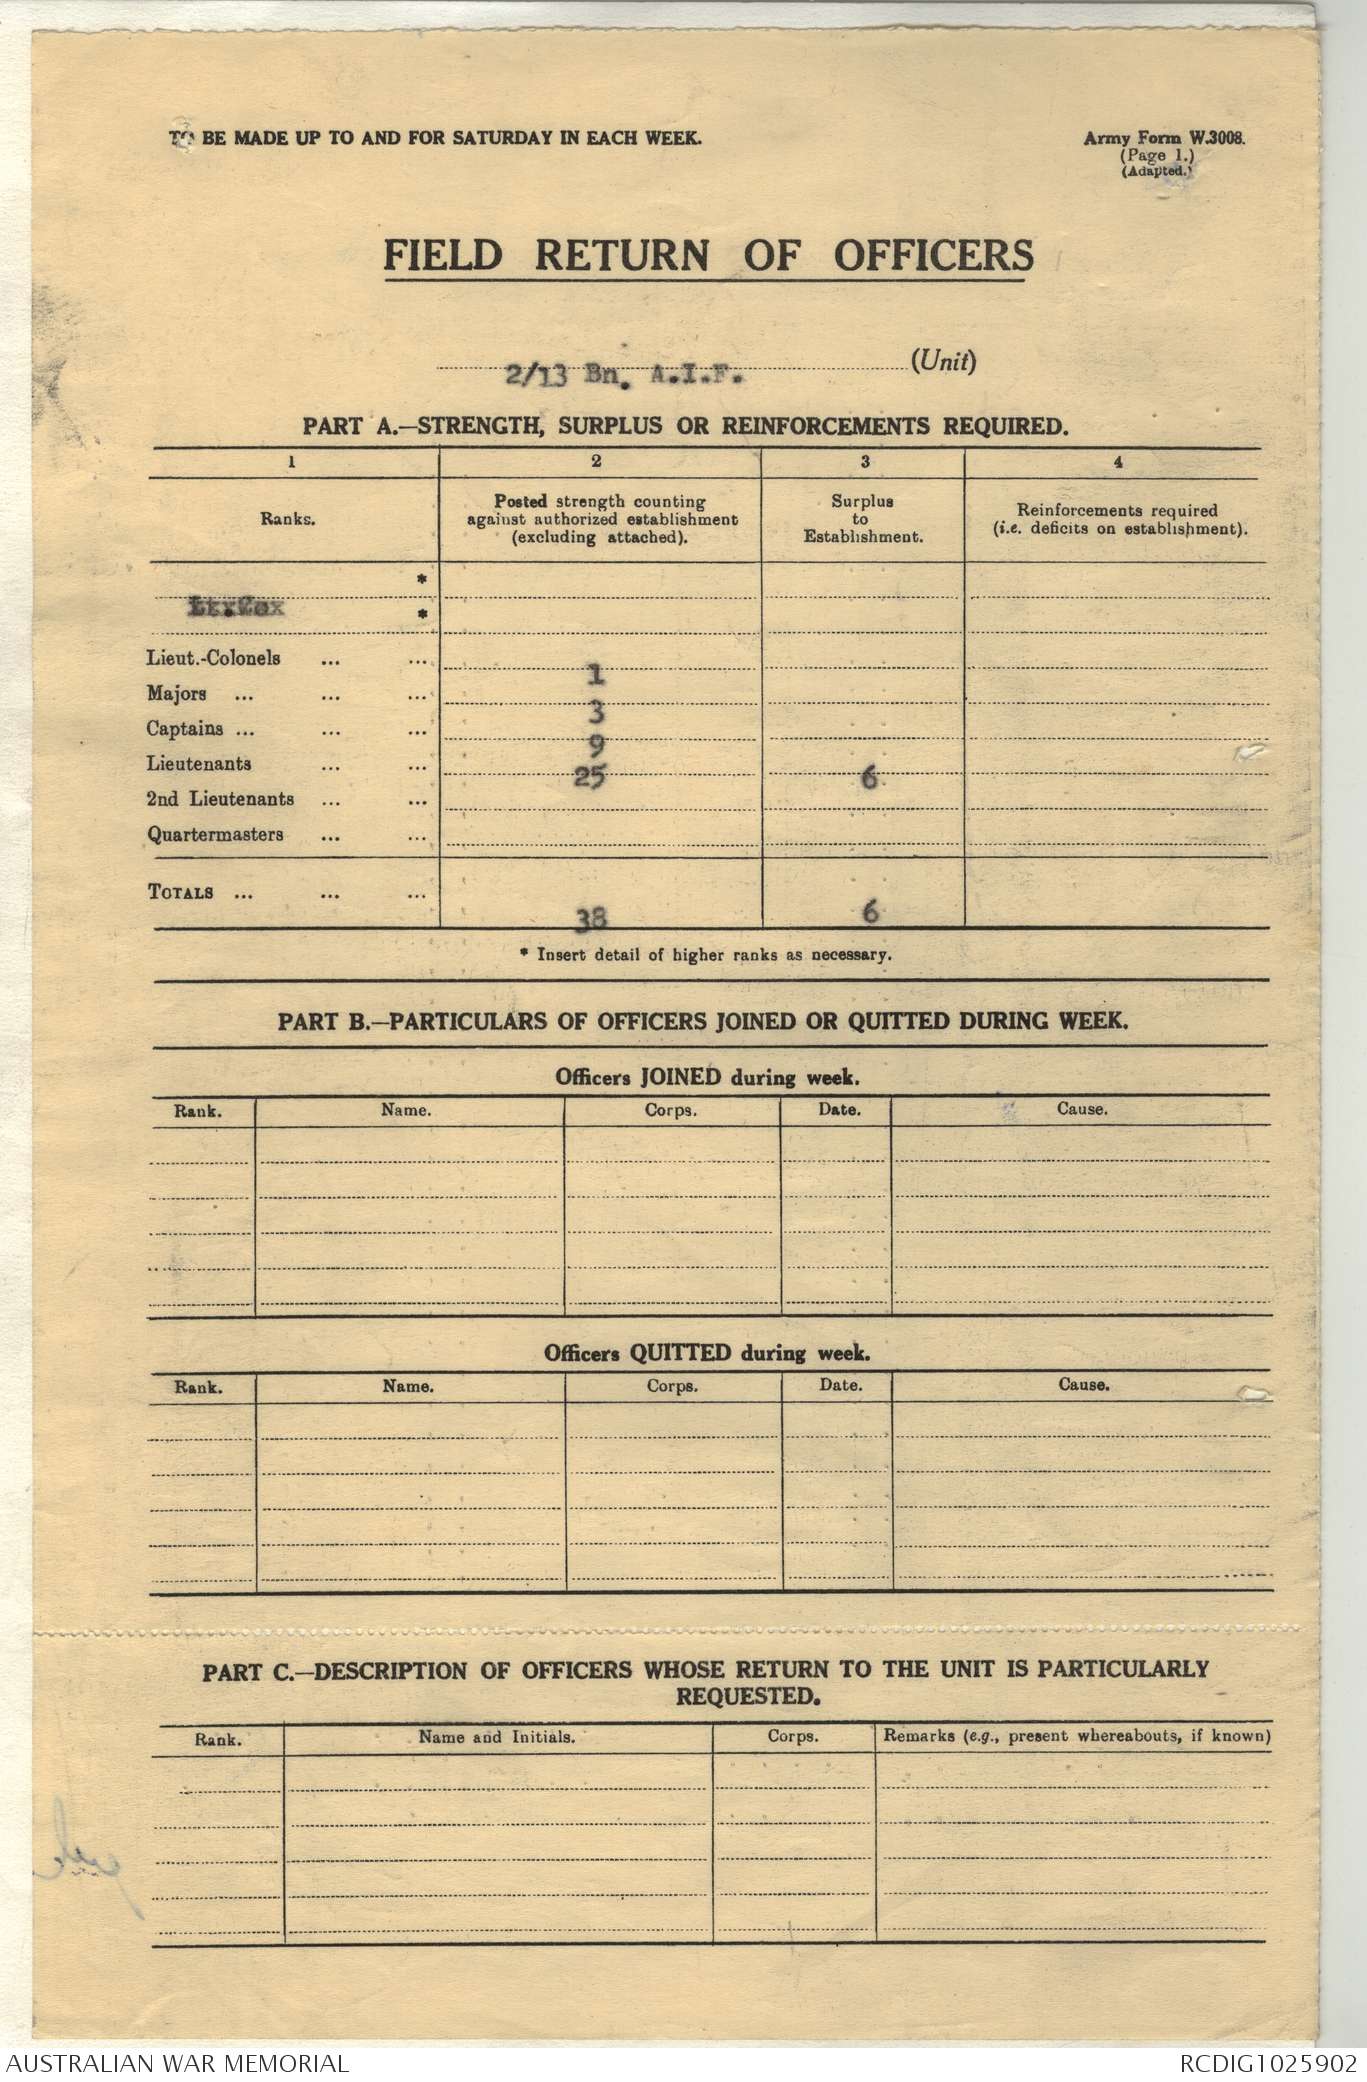 TO BE MADE UP TO AND FOR SATURDAY IN EACH WEEK.
Army Form W.3008.
(Page 1.)
(Adapted.)
FIELD RETURN OF OFFICERS
2/13 Bn. A.I.F. (Unit)
PART A.—STRENGTH, SURPLUS OR REINFORCEMENTS REQUIRED.
1 2 3 4
Ranks.
Posted strength counting
against authorized establishment
(excluding attached).
Surplus
to
Establishment.
Reinforcements required
(i.e. deficits on establishment).
*
*
Lieut.-Colonels ... ... 1
Majors ... ... ... 3
Captains ... ... ... 9
Lieutenants ... ... 25 6
2nd Lieutenants ... ...
Quartermasters ... ...
TOTALS ... ... ... 38 6
* Insert detail of higher ranks as necessary.
PART B.—PARTICULARS OF OFFICERS JOINED OR QUITTED DURING WEEK.
Officers JOINED during week.
Rank. Name. Corps. Date. Cause.
Officers QUITTED during week.
Rank. Name. Corps. Date. Cause.
PART C.—DESCRIPTION OF OFFICERS WHOSE RETURN TO THE UNIT IS PARTICULARLY
REQUESTED.
Rank. Name and Initials. Corps. Remarks (e.g., present whereabouts, if known)
AUSTRALIAN WAR MEMORIAL
RCDIG1025902